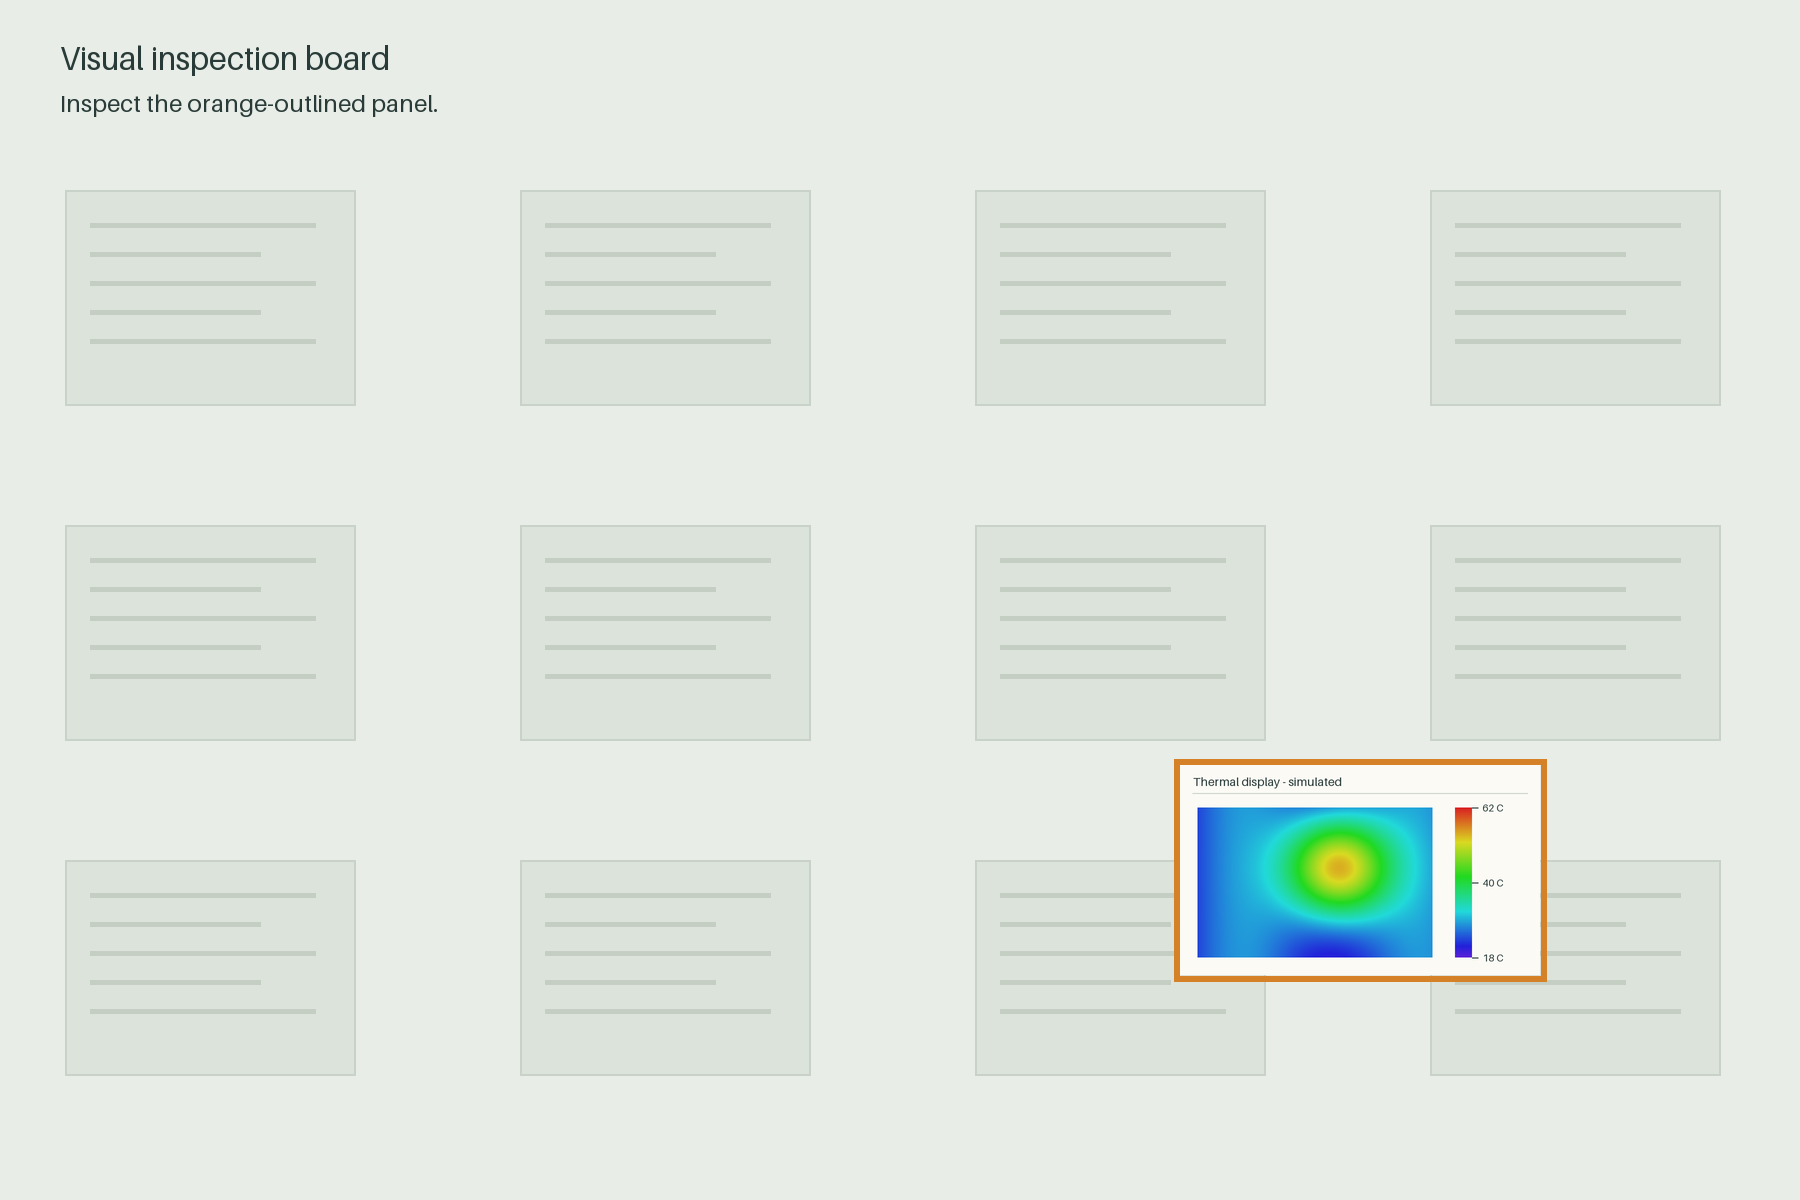 Visual inspection board
Inspect the orange-outlined panel.
Thermal display - simulated
62 C
40 C
18 C